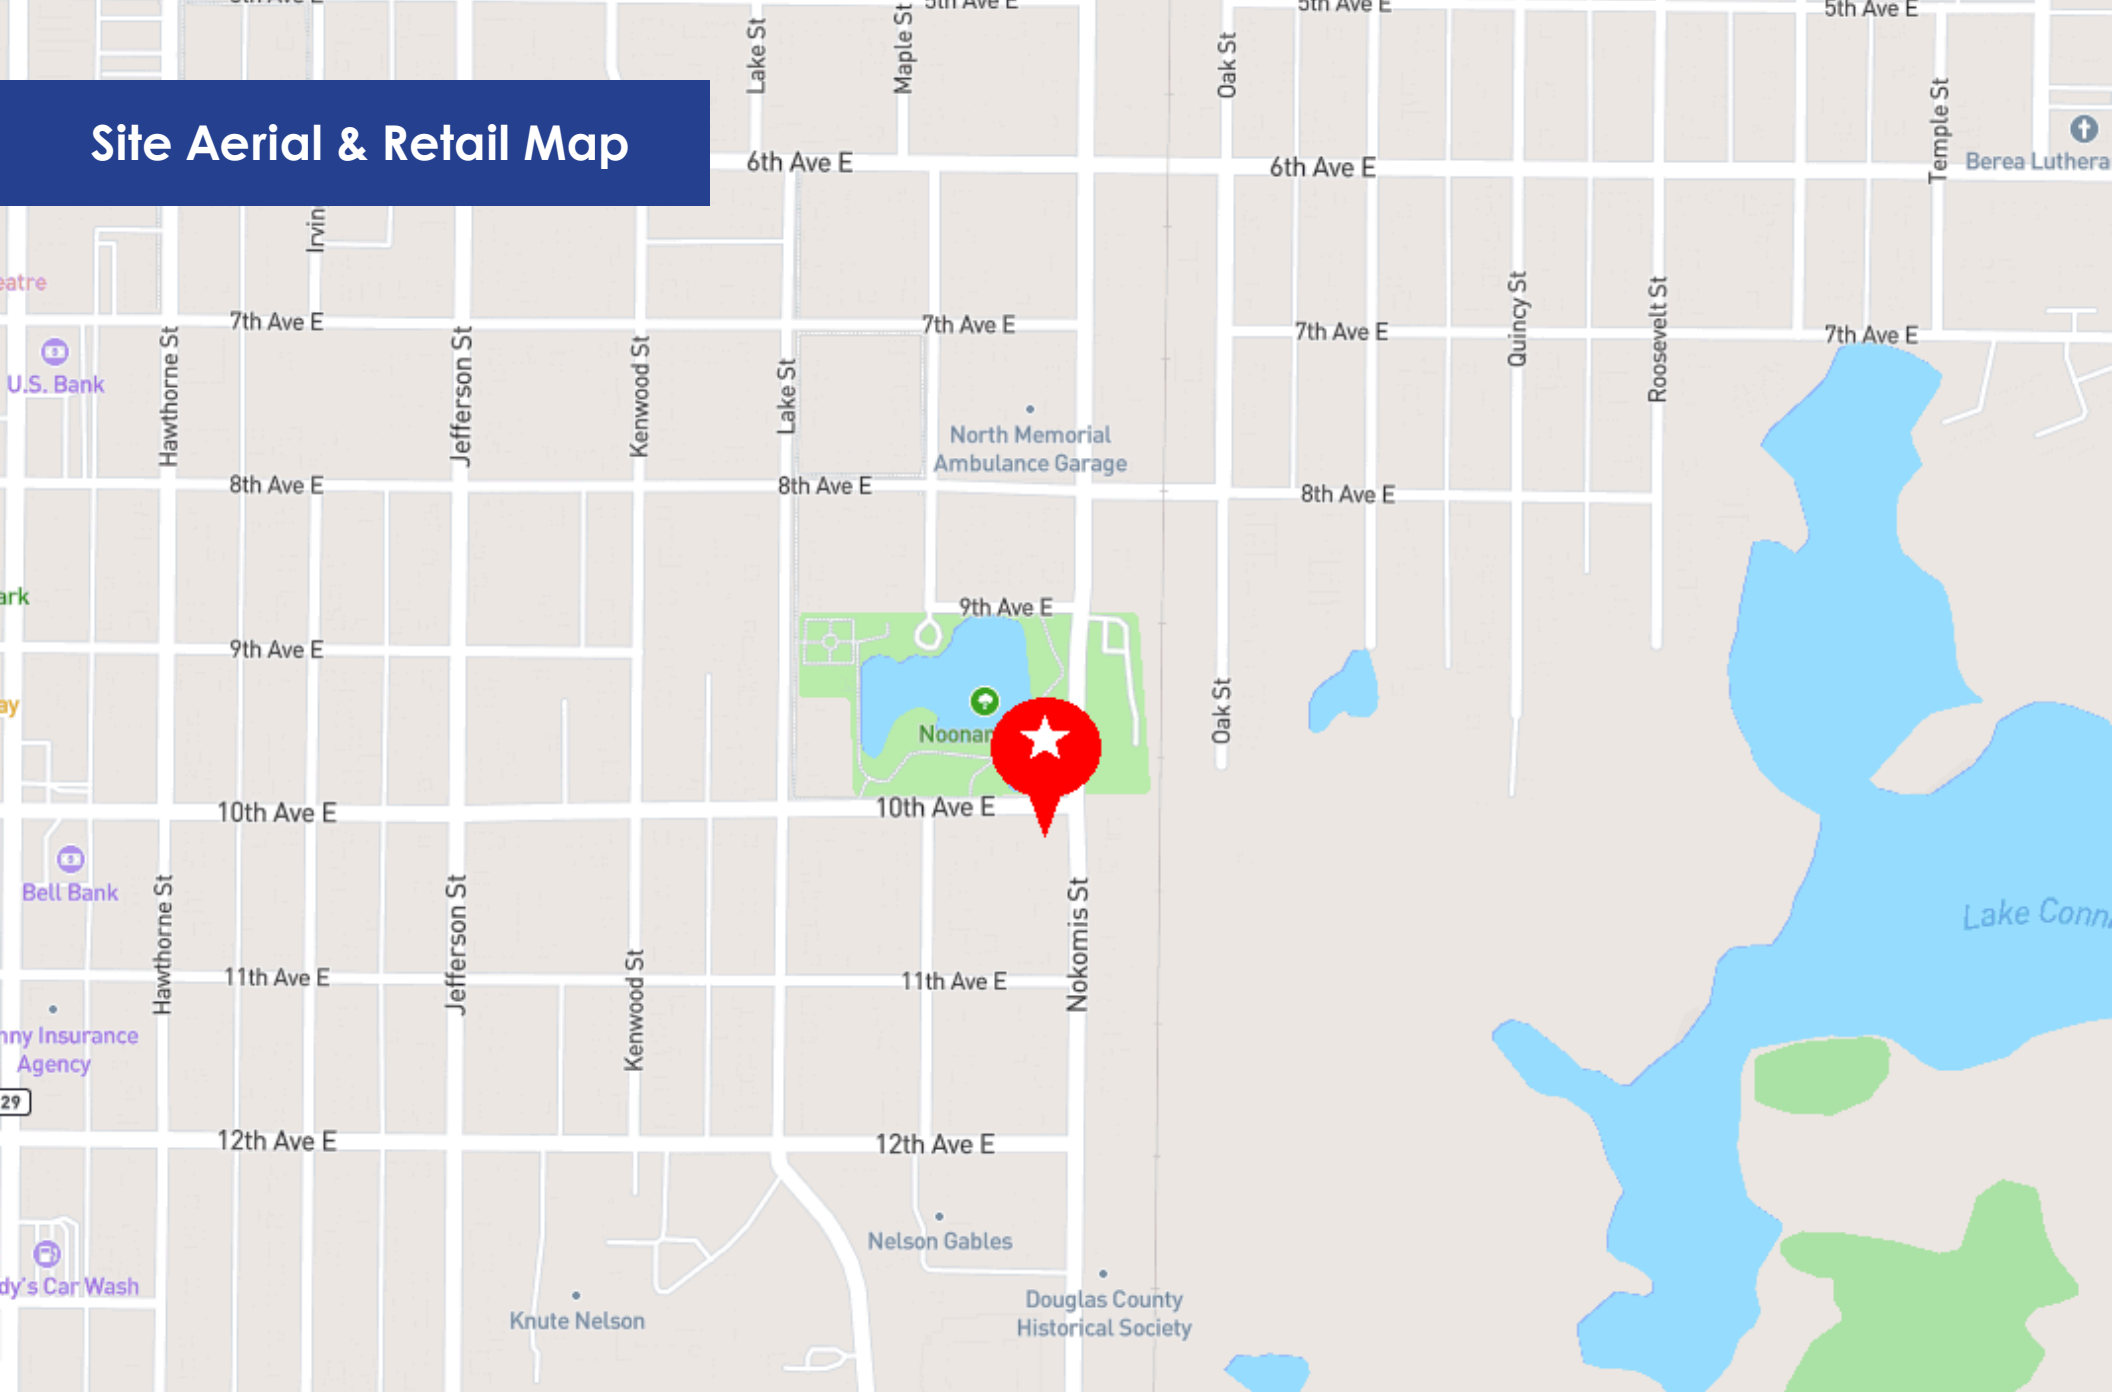 5th Ave E
5th Ave E
5th Ave E
5th Ave E
Lake St
Maple St
Oak St
Temple St
Site Aerial & Retail Map
6th Ave E
6th Ave E
Berea Luthera
Irvin
eatre
7th Ave E
7th Ave E
7th Ave E
7th Ave E
U.S. Bank
Hawthorne St
Jefferson St
Kenwood St
Lake St
Quincy St
Roosevelt St
North Memorial
Ambulance Garage
8th Ave E
8th Ave E
8th Ave E
ark
9th Ave E
9th Ave E
ay
Noonan
Oak St
10th Ave E
10th Ave E
Bell Bank
Hawthorne St
Jefferson St
Kenwood St
Nokomis St
Lake Conn
11th Ave E
11th Ave E
nny Insurance
Agency
29
12th Ave E
12th Ave E
Nelson Gables
dy's Car Wash
Knute Nelson
Douglas County
Historical Society